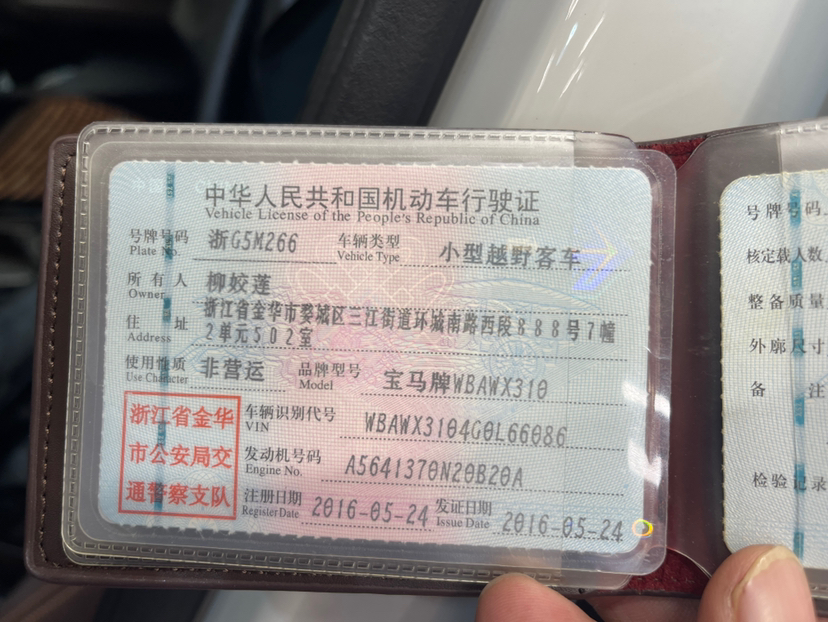 中华人民共和国机动车行驶证
Vehicle License of the People's Republic of China
号牌号码 浙G5M266 车辆类型 小型越野客车
Plate No. Vehicle Type
所有人 柳姣莲
Owner
住址 浙江省金华市婺城区三江街道环城南路西段888号7幢
Address 2单元502室
使用性质 非营运 品牌型号 宝马牌WBAWX310
Use Character Model
浙江省金华
市公安局交
通警察支队
车辆识别代号 WBAWX3104G0L66086
VIN
发动机号码 A5641370N20B20A
Engine No.
注册日期 2016-05-24 发证日期 2016-05-24
Register Date Issue Date
号牌号码
核定载人数
整备质量
外廓尺寸
备注
检验记录